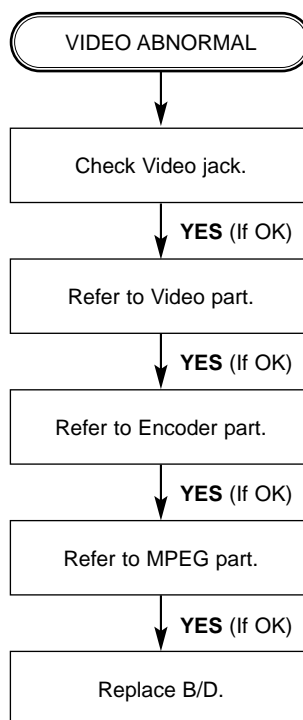 VIDEO ABNORMAL
Check Video jack.
YES (If OK)
Refer to Video part.
YES (If OK)
Refer to Encoder part.
YES (If OK)
Refer to MPEG part.
YES (If OK)
Replace B/D.